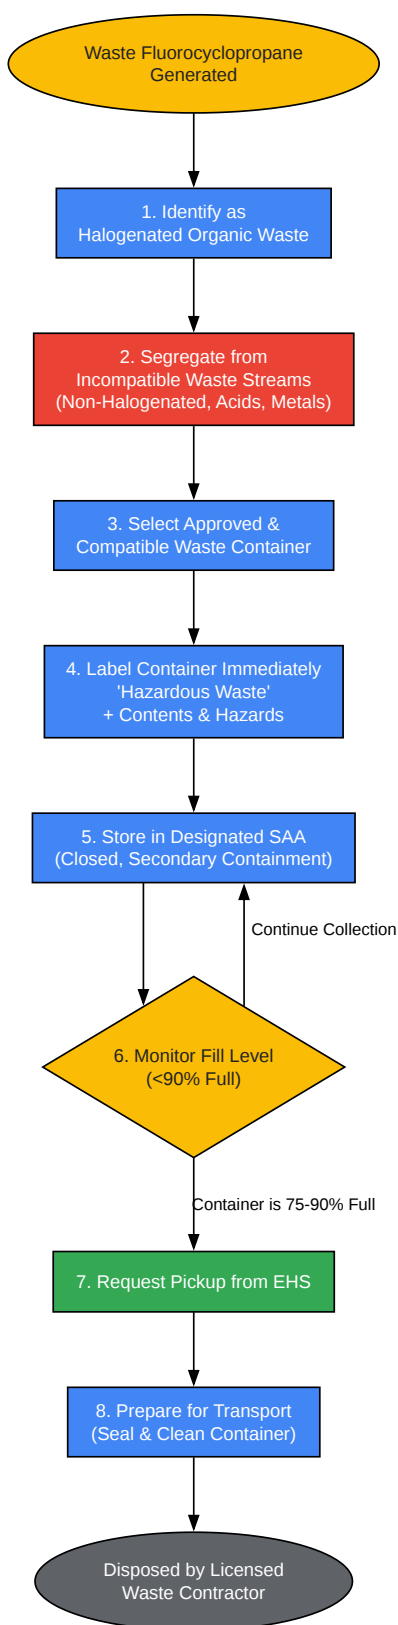 Waste Fluorocyclopropane
Generated
1. Identify as
Halogenated Organic Waste
2. Segregate from
Incompatible Waste Streams
(Non-Halogenated, Acids, Metals)
3. Select Approved &
Compatible Waste Container
4. Label Container Immediately
'Hazardous Waste'
+ Contents & Hazards
5. Store in Designated SAA
(Closed, Secondary Containment)
Continue Collection
6. Monitor Fill Level
(<90% Full)
Container is 75-90% Full
7. Request Pickup from EHS
8. Prepare for Transport
(Seal & Clean Container)
Disposed by Licensed
Waste Contractor